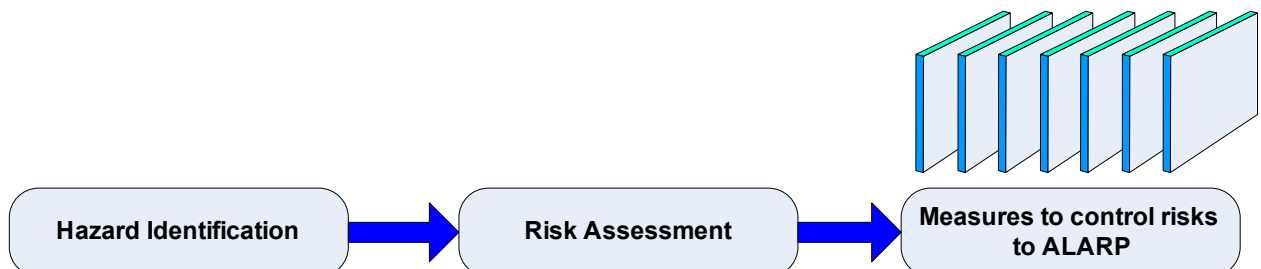 Hazard Identification
Risk Assessment
Measures to control risks
to ALARP